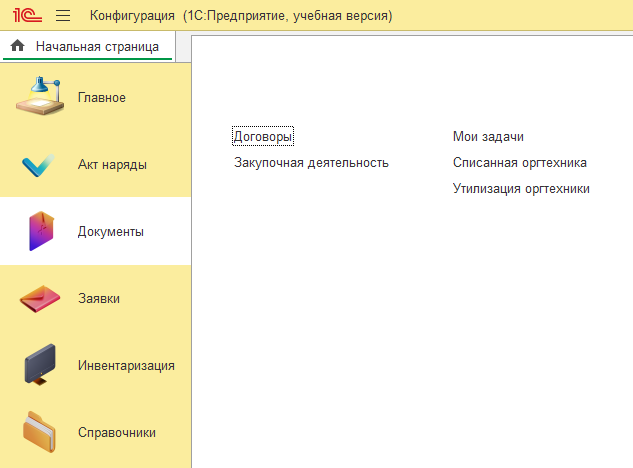 1С Конфигурация (1С:Предприятие, учебная версия)
Начальная страница
Главное
Акт наряды
Документы
Заявки
Инвентаризация
Справочники
Договоры
Закупочная деятельность
Мои задачи
Списанная оргтехника
Утилизация оргтехники